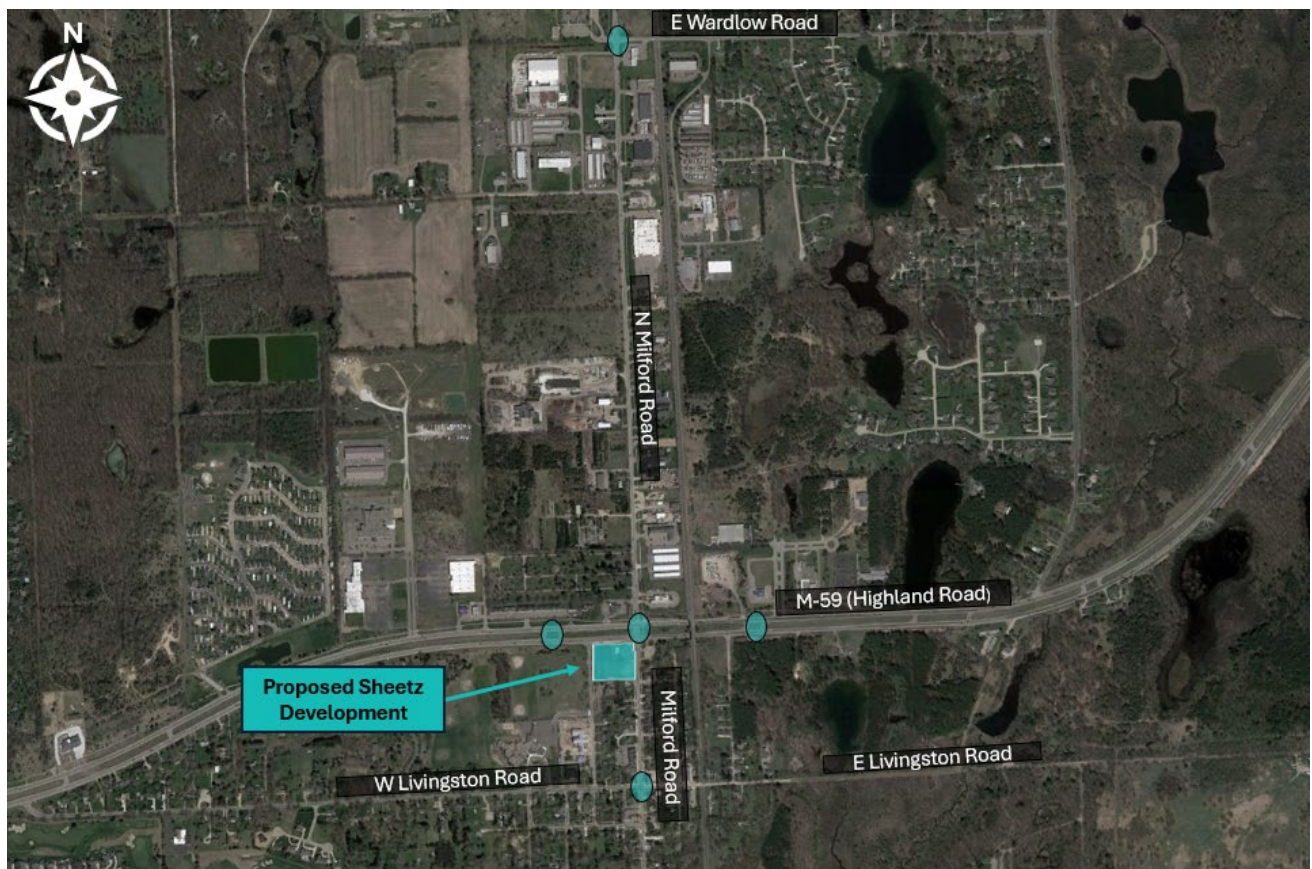 E Wardlow Road
N
N Milford Road
M-59 (Highland Road)
Proposed Sheetz
Development
Milford Road
E Livingston Road
W Livingston Road